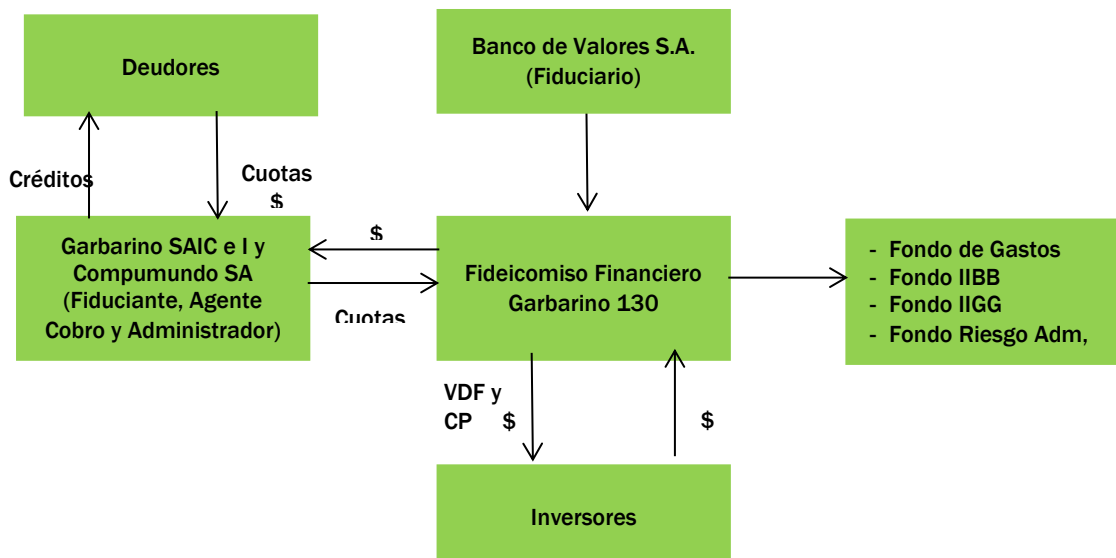 Deudores
Banco de Valores S.A.
(Fiduciario)
Créditos
Cuotas
$
Garbarino SAIC e I y
Compumundo SA
(Fiduciante, Agente
Cobro y Administrador)
$
Cuotas
Fideicomiso Financiero
Garbarino 130
- Fondo de Gastos
- Fondo IIBB
- Fondo IIGG
- Fondo Riesgo Adm,
VDF y
CP $
$
Inversores